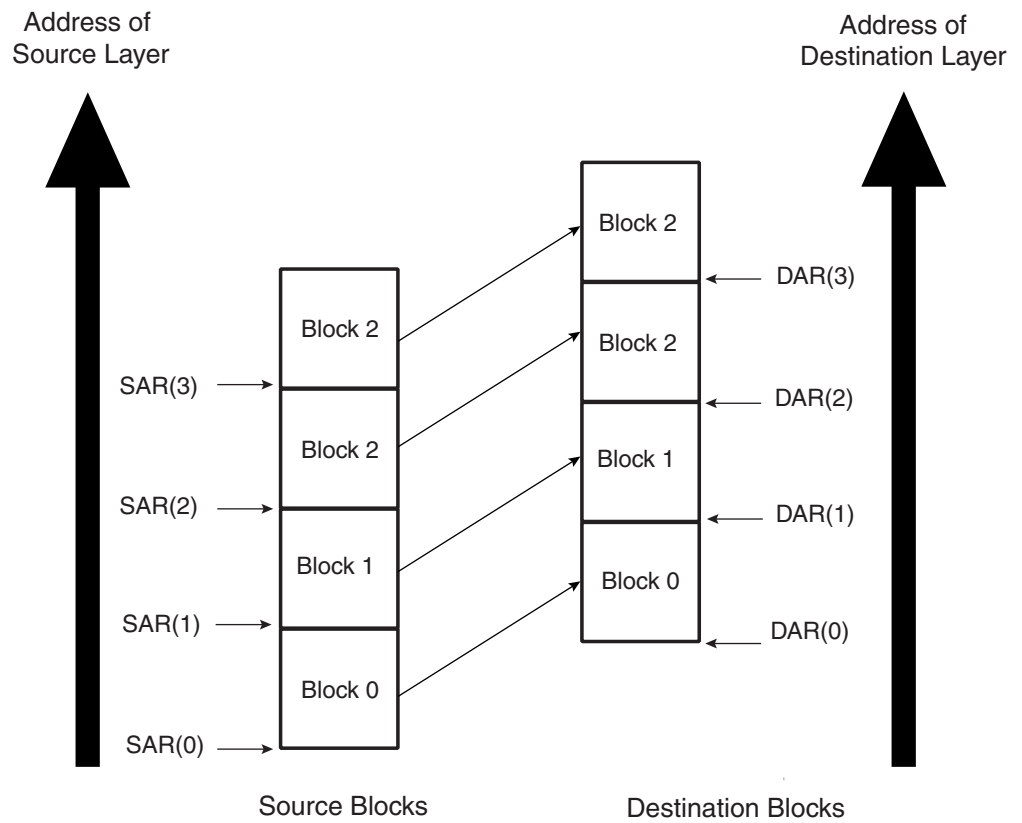 Address of
Source Layer
Address of
Destination Layer
Block 2
Block 2
DAR(3)
Block 2
Block 2
SAR(3)
DAR(2)
Block 2
Block 1
SAR(2)
DAR(1)
Block 1
Block 0
SAR(1)
DAR(0)
Block 0
SAR(0)
Source Blocks
Destination Blocks